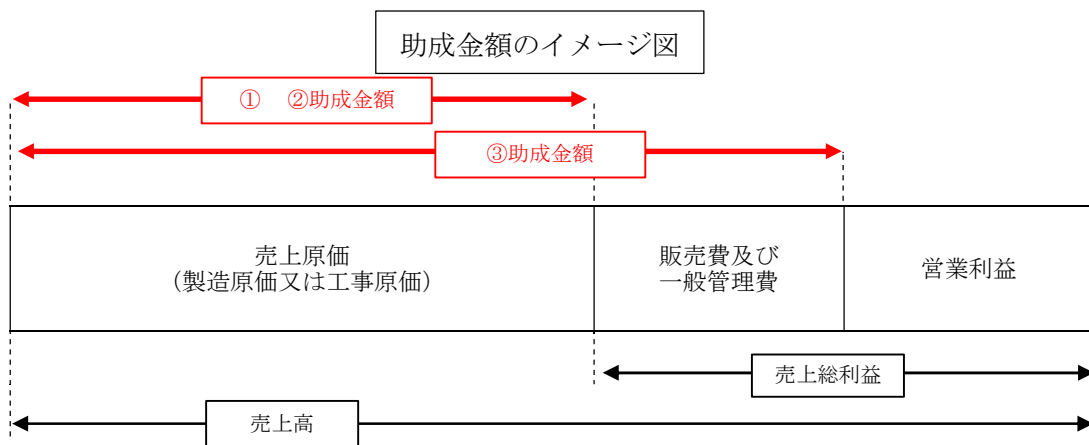 助成金額のイメージ図
① ②助成金額
③助成金額
売上原価
(製造原価又は工事原価)
販売費及び
一般管理費
営業利益
売上総利益
売上高